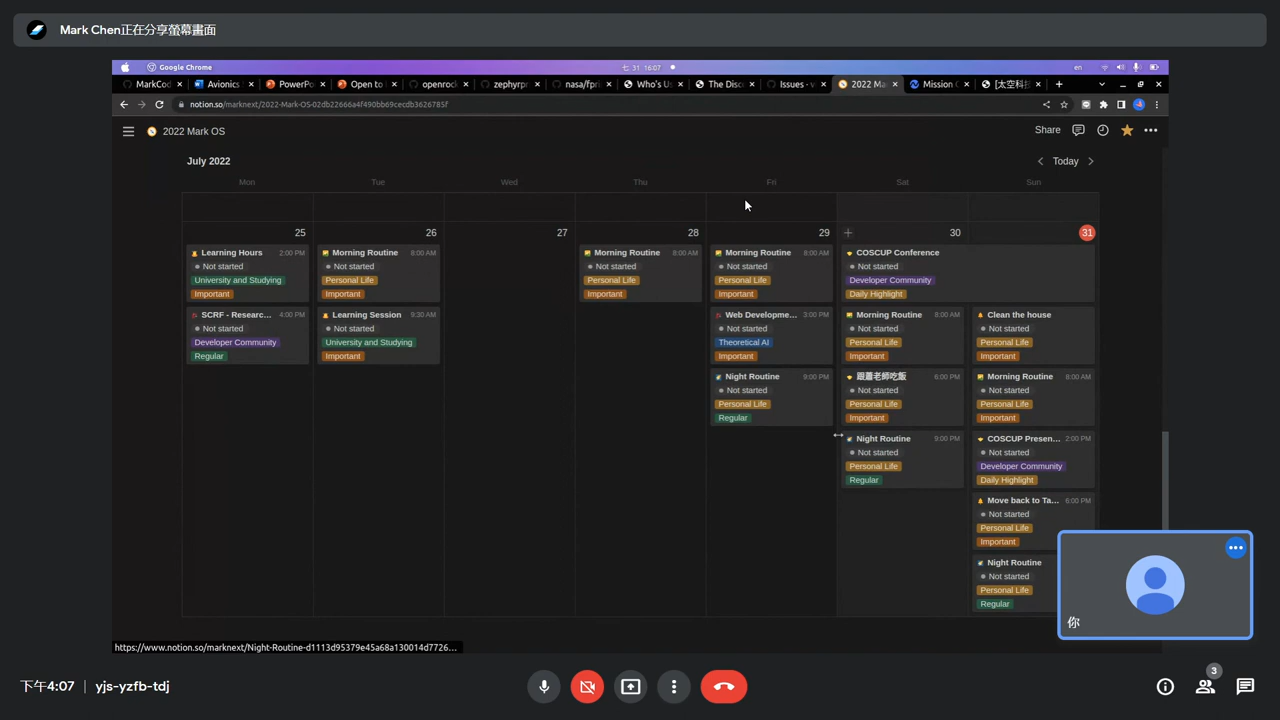 Mark Chen正在分享螢幕畫面
Google Chrome
七 31 16:07
en
MarkCod
Avionics
PowerPo
Open to
openrock
zephyrpr
nasa/fpri
Who's Us
The Disc
Issues · v
2022 Ma
Mission
[太空科技
notion.so/marknext/2022-Mark-OS-02db22666a4f490bb69cecdb3626785f
2022 Mark OS
Share
July 2022
Today
Mon
Tue
Wed
Thu
Fri
Sat
Sun
25
26
27
28
29
30
31
Learning Hours 2:00 PM
Not started
University and Studying
Important
SCRF - Researc... 4:00 PM
Not started
Developer Community
Regular
Morning Routine 8:00 AM
Not started
Personal Life
Important
Learning Session 9:30 AM
Not started
University and Studying
Important
Morning Routine 8:00 AM
Not started
Personal Life
Important
Morning Routine 8:00 AM
Not started
Personal Life
Important
Web Developme... 3:00 PM
Not started
Theoretical AI
Important
Night Routine 9:00 PM
Not started
Personal Life
Regular
COSCUP Conference
Not started
Developer Community
Daily Highlight
Morning Routine 8:00 AM
Not started
Personal Life
Important
跟蕭老師吃飯 6:00 PM
Not started
Personal Life
Important
Night Routine 9:00 PM
Not started
Personal Life
Regular
Clean the house
Not started
Personal Life
Important
Morning Routine 8:00 AM
Not started
Personal Life
Important
COSCUP Presen... 2:00 PM
Not started
Developer Community
Daily Highlight
Move back to Ta... 6:00 PM
Not started
Personal Life
Important
Night Routine
Not started
Personal Life
Regular
你
https://www.notion.so/marknext/Night-Routine-d1113d95379e45a68a130014d7726...
下午4:07 | yjs-yzfb-tdj
3